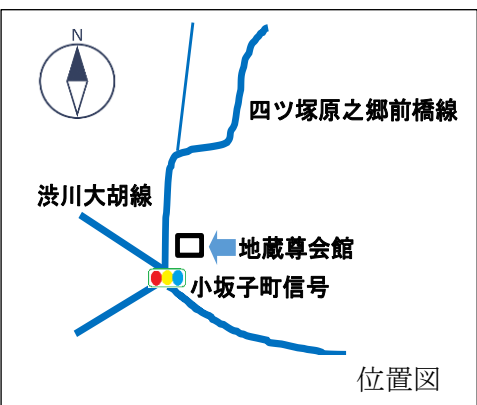 N
四ツ塚原之郷前橋線
渋川大胡線
地蔵尊会館
小坂子町信号
位置図